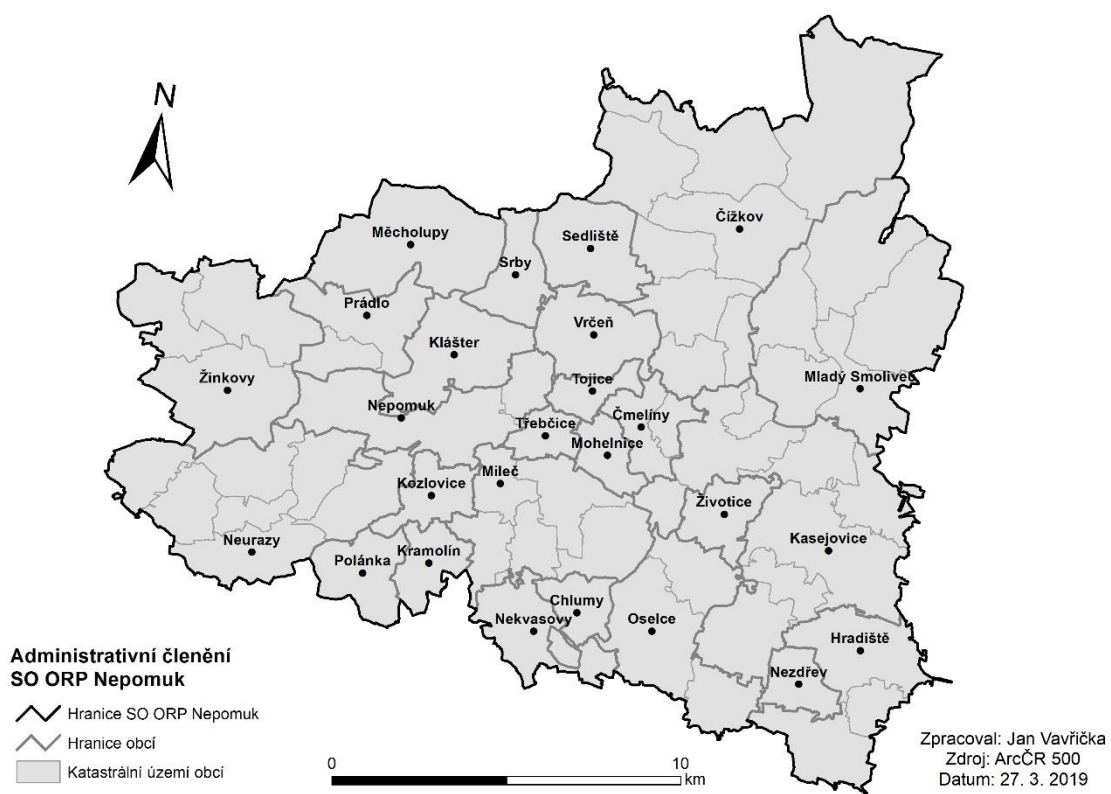 N
Čížkov
Měcholupy
Sedliště
Srby
Prádlo
Vrčeň
Klášter
Žinkovy
Tojice
Mladý Smolivec
Nepomuk
Čmelíny
Třebčice
Mohelnice
Mileč
Kozlovice
Životice
Neurazy
Kramolín
Kasejovice
Polánka
Chlumy
Nekvasovy
Oselce
Hradiště
Nezdřev
Administrativní členění
SO ORP Nepomuk
Hranice SO ORP Nepomuk
Hranice obcí
Katastrální území obcí
0 10
km
Zpracoval: Jan Vavřička
Zdroj: ArcČR 500
Datum: 27. 3. 2019